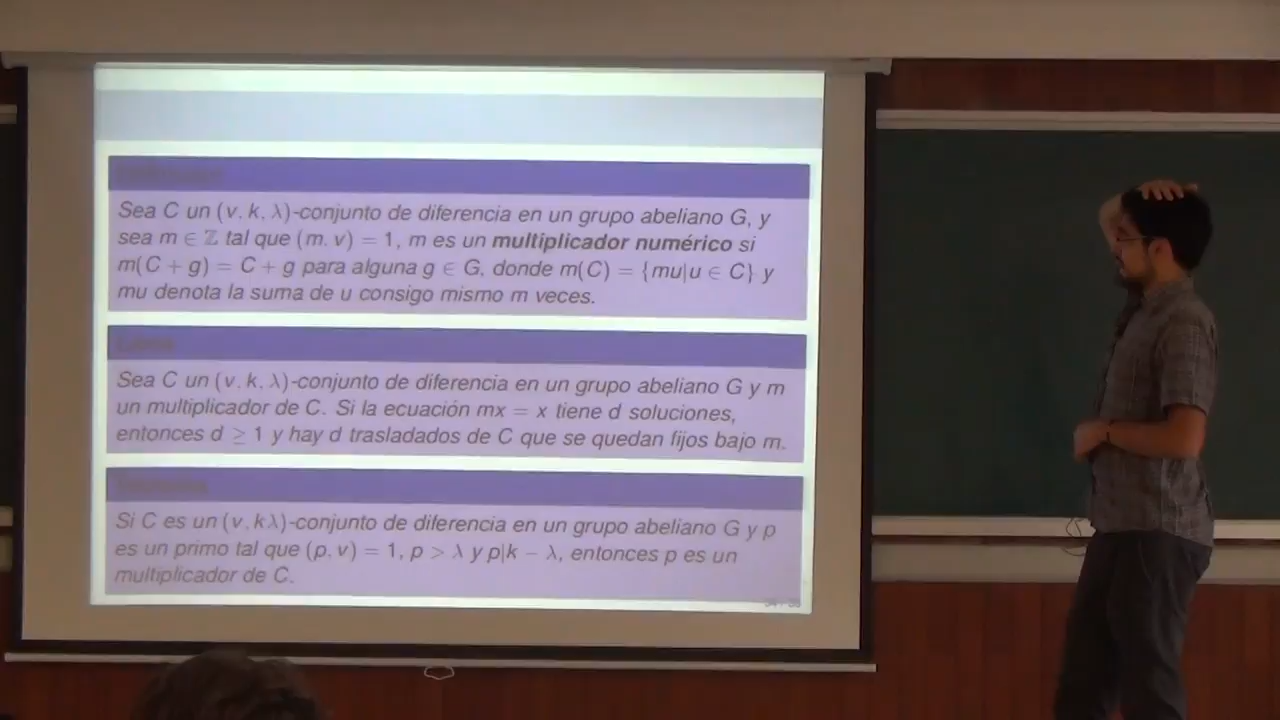 Sea C un (v, k, λ)-conjunto de diferencia en un grupo abeliano G, y
sea m ∈ ℤ tal que (m, v) = 1, m es un multiplicador numérico si
m(C + g) = C + g para alguna g ∈ G, donde m(C) = {mu|u ∈ C} y
mu denota la suma de u consigo mismo m veces.
Lema
Sea C un (v, k, λ)-conjunto de diferencia en un grupo abeliano G y m
un multiplicador de C. Si la ecuación mx = x tiene d soluciones,
entonces d ≥ 1 y hay d trasladados de C que se quedan fijos bajo m.
Teorema
Si C es un (v, kλ)-conjunto de diferencia en un grupo abeliano G y p
es un primo tal que (p, v) = 1, p > λ y p|k − λ, entonces p es un
multiplicador de C.